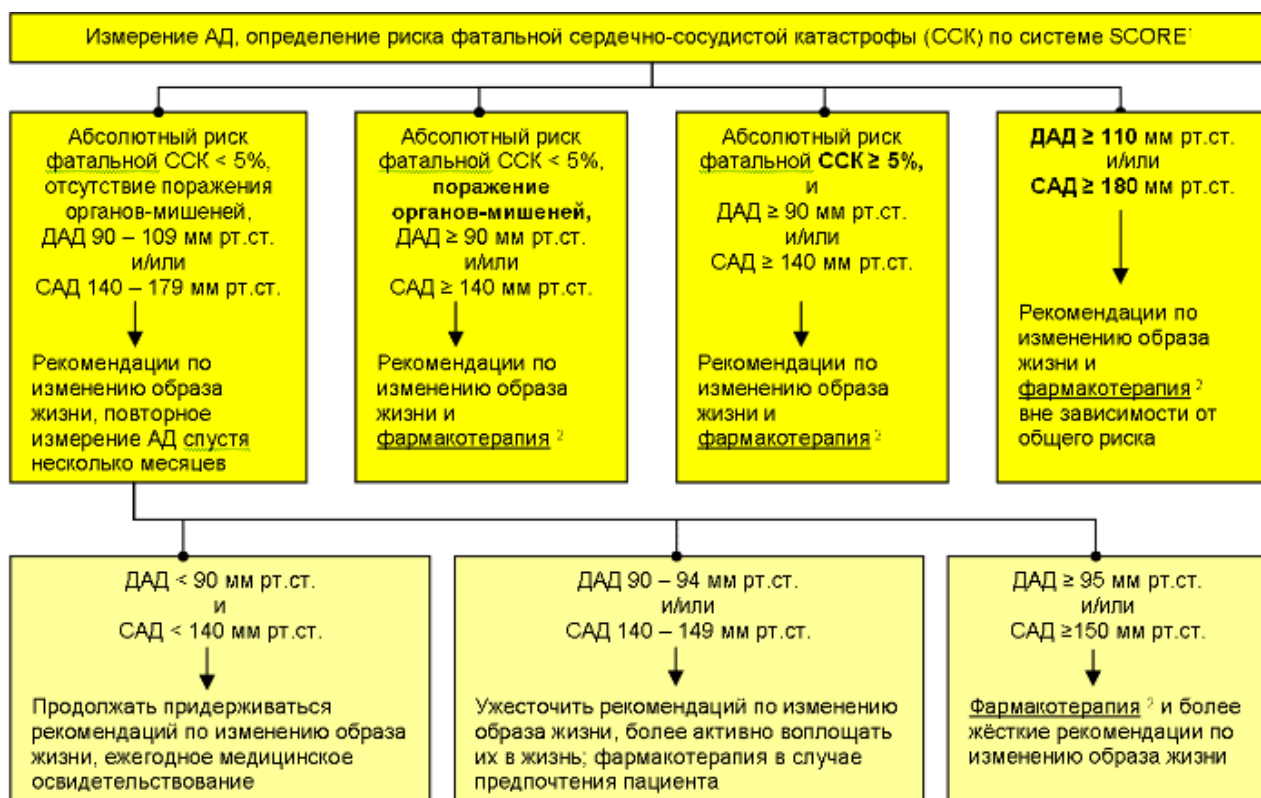 Измерение АД, определение риска фатальной сердечно-сосудистой катастрофы (ССК) по системе SCORE¹
Абсолютный риск
фатальной ССК < 5%,
отсутствие поражения
органов-мишеней,
ДАД 90 – 109 мм рт.ст.
и/или
САД 140 – 179 мм рт.ст.
Рекомендации по
изменению образа
жизни, повторное
измерение АД спустя
несколько месяцев
Абсолютный риск
фатальной ССК < 5%,
поражение
органов-мишеней,
ДАД ≥ 90 мм рт.ст.
и/или
САД ≥ 140 мм рт.ст.
Рекомендации по
изменению образа
жизни и
фармакотерапия ²
Абсолютный риск
фатальной ССК ≥ 5%,
и
ДАД ≥ 90 мм рт.ст.
и/или
САД ≥ 140 мм рт.ст.
Рекомендации по
изменению образа
жизни и
фармакотерапия ²
ДАД ≥ 110 мм рт.ст.
и/или
САД ≥ 180 мм рт.ст.
Рекомендации по
изменению образа
жизни и
фармакотерапия ²
вне зависимости от
общего риска
ДАД < 90 мм рт.ст.
и
САД < 140 мм рт.ст.
Продолжать придерживаться
рекомендаций по изменению образа
жизни, ежегодное медицинское
освидетельствование
ДАД 90 – 94 мм рт.ст.
и/или
САД 140 – 149 мм рт.ст.
Ужесточить рекомендаций по изменению
образа жизни, более активно воплощать
их в жизнь; фармакотерапия в случае
предпочтения пациента
ДАД ≥ 95 мм рт.ст.
и/или
САД ≥150 мм рт.ст.
Фармакотерапия ² и более
жёсткие рекомендации по
изменению образа жизни